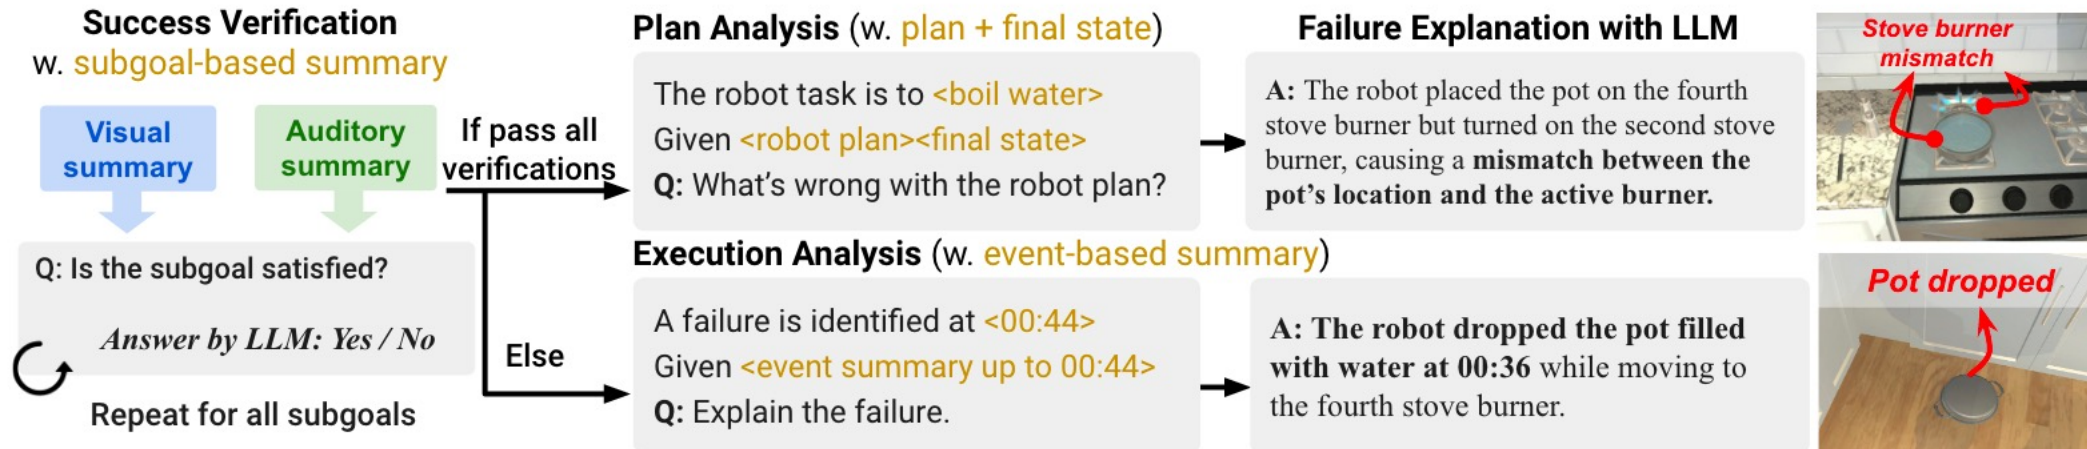 Success Verification
w. subgoal-based summary
Visual
summary
Auditory
summary
Q: Is the subgoal satisfied?
Answer by LLM: Yes / No
Repeat for all subgoals
If pass all
verifications
Else
Plan Analysis (w. plan + final state)
The robot task is to <boil water>
Given <robot plan><final state>
Q: What's wrong with the robot plan?
Execution Analysis (w. event-based summary)
A failure is identified at <00:44>
Given <event summary up to 00:44>
Q: Explain the failure.
Failure Explanation with LLM
A: The robot placed the pot on the fourth
stove burner but turned on the second stove
burner, causing a mismatch between the
pot's location and the active burner.
A: The robot dropped the pot filled
with water at 00:36 while moving to
the fourth stove burner.
Stove burner
mismatch
Pot dropped